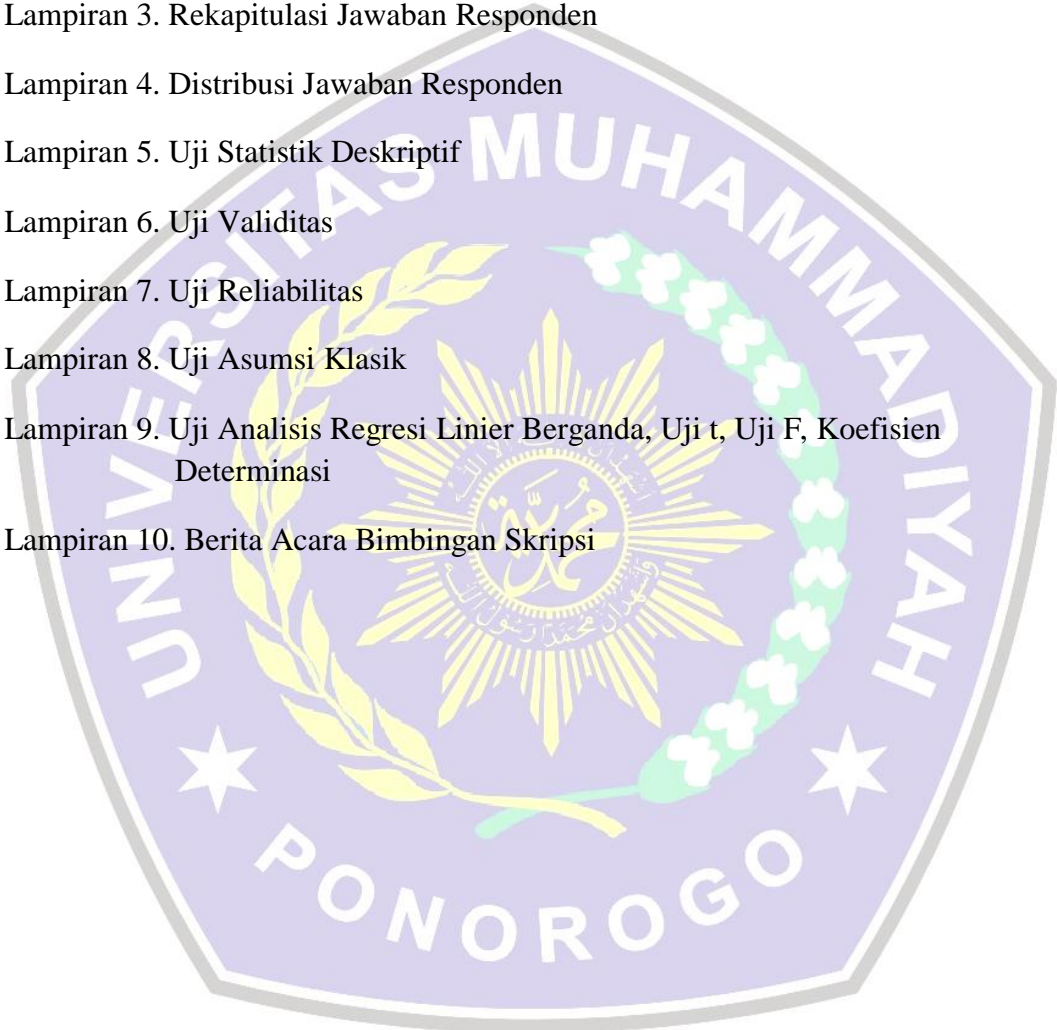 Lampiran 3. Rekapitulasi Jawaban Responden
Lampiran 4. Distribusi Jawaban Responden
Lampiran 5. Uji Statistik Deskriptif
Lampiran 6. Uji Validitas
Lampiran 7. Uji Reliabilitas
Lampiran 8. Uji Asumsi Klasik
Lampiran 9. Uji Analisis Regresi Linier Berganda, Uji t, Uji F, Koefisien
Determinasi
Lampiran 10. Berita Acara Bimbingan Skripsi
UNIVERSITAS MUHAMMADIYAH
PONOROGO